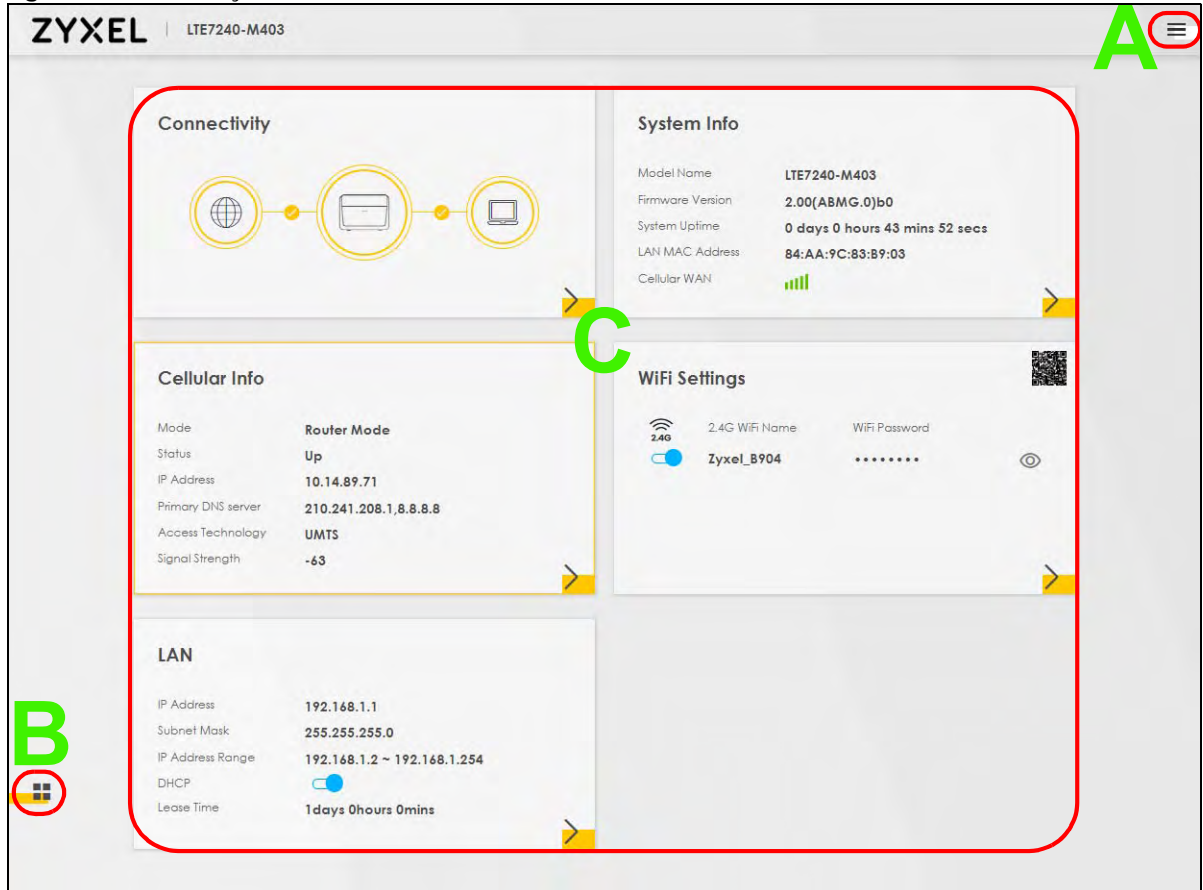 ZYXEL LTE7240-M403
A
Connectivity
System Info
Model Name LTE7240-M403
Firmware Version 2.00(ABMG.0)b0
System Uptime 0 days 0 hours 43 mins 52 secs
LAN MAC Address 84:AA:9C:83:B9:03
Cellular WAN
C
Cellular Info
Mode Router Mode
Status Up
IP Address 10.14.89.71
Primary DNS server 210.241.208.1,8.8.8.8
Access Technology UMTS
Signal Strength -63
WiFi Settings
2.4G 2.4G WiFi Name WiFi Password
Zyxel_B904 ••••••••
LAN
IP Address 192.168.1.1
Subnet Mask 255.255.255.0
IP Address Range 192.168.1.2 ~ 192.168.1.254
DHCP
Lease Time 1days 0hours 0mins
B